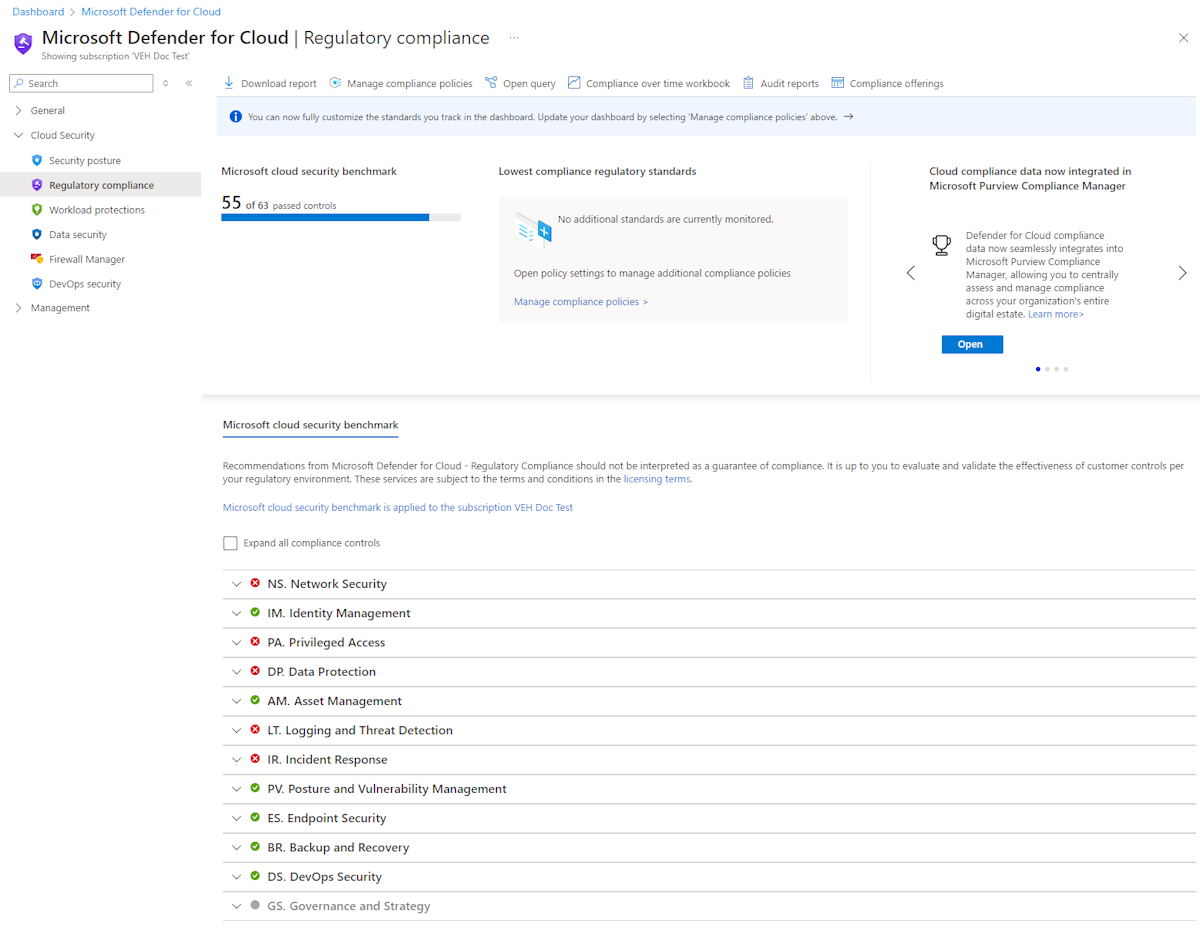 Dashboard > Microsoft Defender for Cloud
Microsoft Defender for Cloud | Regulatory compliance ...
Showing subscription 'VEH Doc Test'
Search
General
Cloud Security
Security posture
Regulatory compliance
Workload protections
Data security
Firewall Manager
DevOps security
Management
Download report Manage compliance policies Open query Compliance over time workbook Audit reports Compliance offerings
You can now fully customize the standards you track in the dashboard. Update your dashboard by selecting 'Manage compliance policies' above. →
Microsoft cloud security benchmark
55 of 63 passed controls
Lowest compliance regulatory standards
No additional standards are currently monitored.
Open policy settings to manage additional compliance policies
Manage compliance policies >
Cloud compliance data now integrated in
Microsoft Purview Compliance Manager
Defender for Cloud compliance
data now seamlessly integrates into
Microsoft Purview Compliance
Manager, allowing you to centrally
assess and manage compliance
across your organization's entire
digital estate. Learn more>
Open
Microsoft cloud security benchmark
Recommendations from Microsoft Defender for Cloud - Regulatory Compliance should not be interpreted as a guarantee of compliance. It is up to you to evaluate and validate the effectiveness of customer controls per
your regulatory environment. These services are subject to the terms and conditions in the licensing terms.
Microsoft cloud security benchmark is applied to the subscription VEH Doc Test
Expand all compliance controls
NS. Network Security
IM. Identity Management
PA. Privileged Access
DP. Data Protection
AM. Asset Management
LT. Logging and Threat Detection
IR. Incident Response
PV. Posture and Vulnerability Management
ES. Endpoint Security
BR. Backup and Recovery
DS. DevOps Security
GS. Governance and Strategy